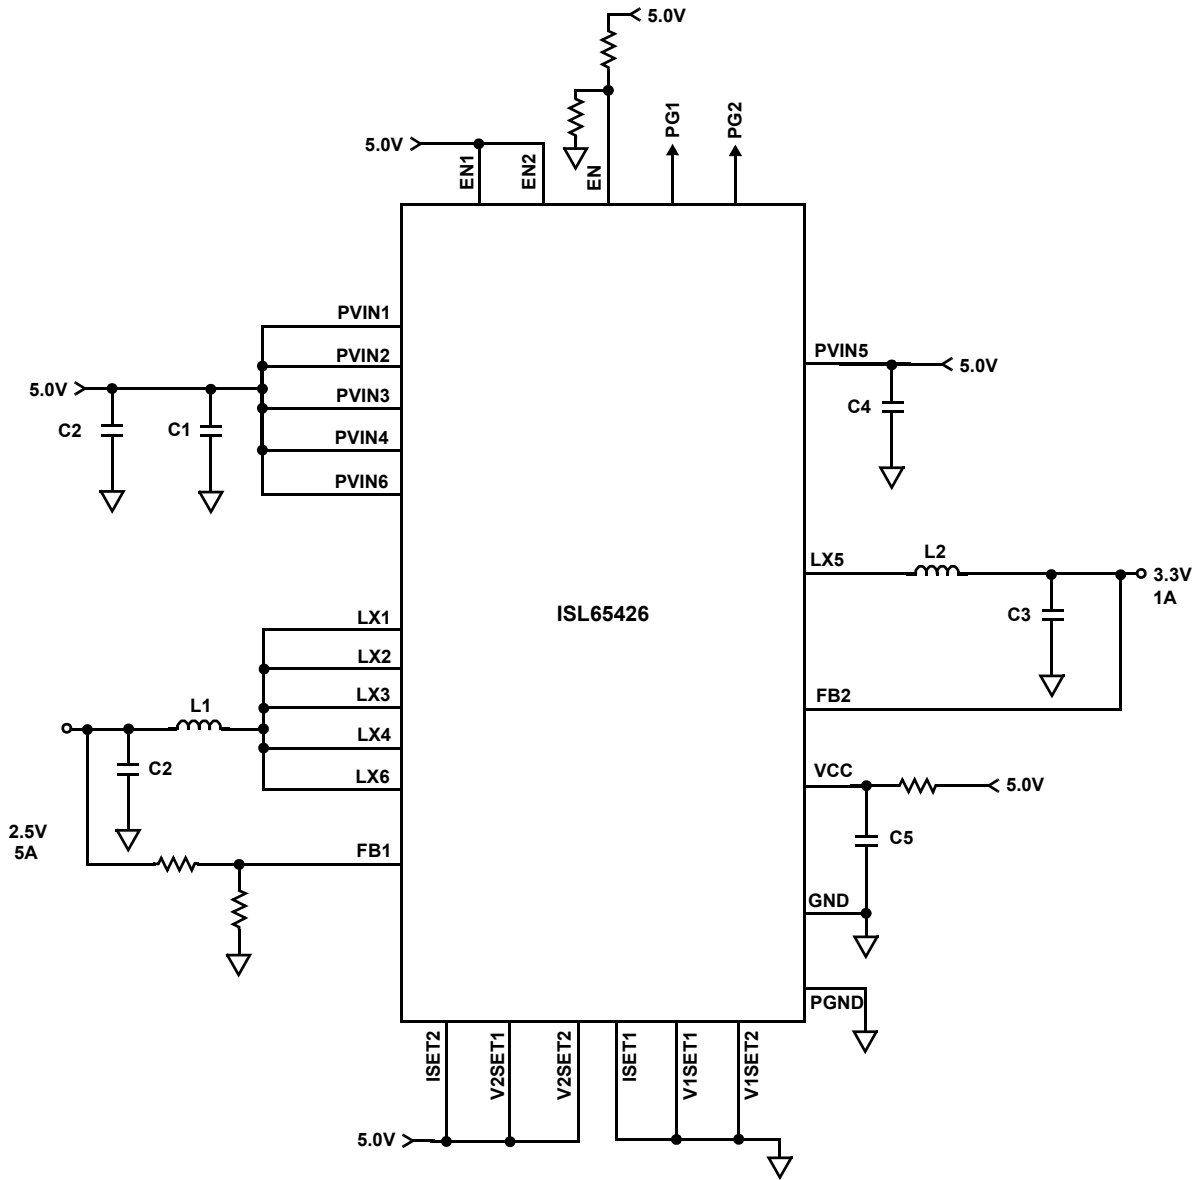 5.0V
PG1
PG2
5.0V
EN1
EN2
EN
PVIN1
PVIN2
PVIN3
PVIN4
PVIN6
5.0V
C2
C1
PVIN5
5.0V
C4
LX5
L2
3.3V
1A
C3
ISL65426
LX1
LX2
LX3
LX4
LX6
L1
C2
FB2
VCC
5.0V
C5
2.5V
5A
FB1
GND
PGND
ISET2
V2SET1
V2SET2
ISET1
V1SET1
V1SET2
5.0V